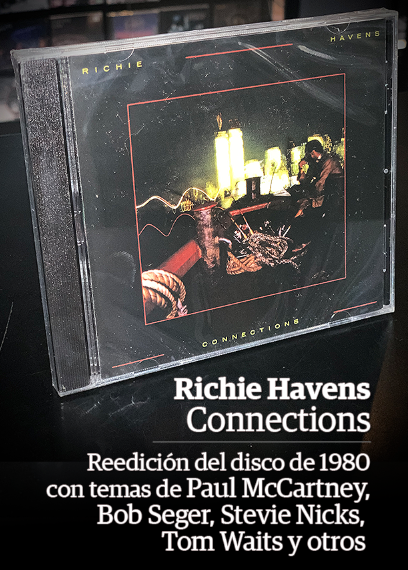 RICHIE HAVENS
CONNECTIONS
Richie Havens
Connections
Reedición del disco de 1980
con temas de Paul McCartney,
Bob Seger, Stevie Nicks,
Tom Waits y otros